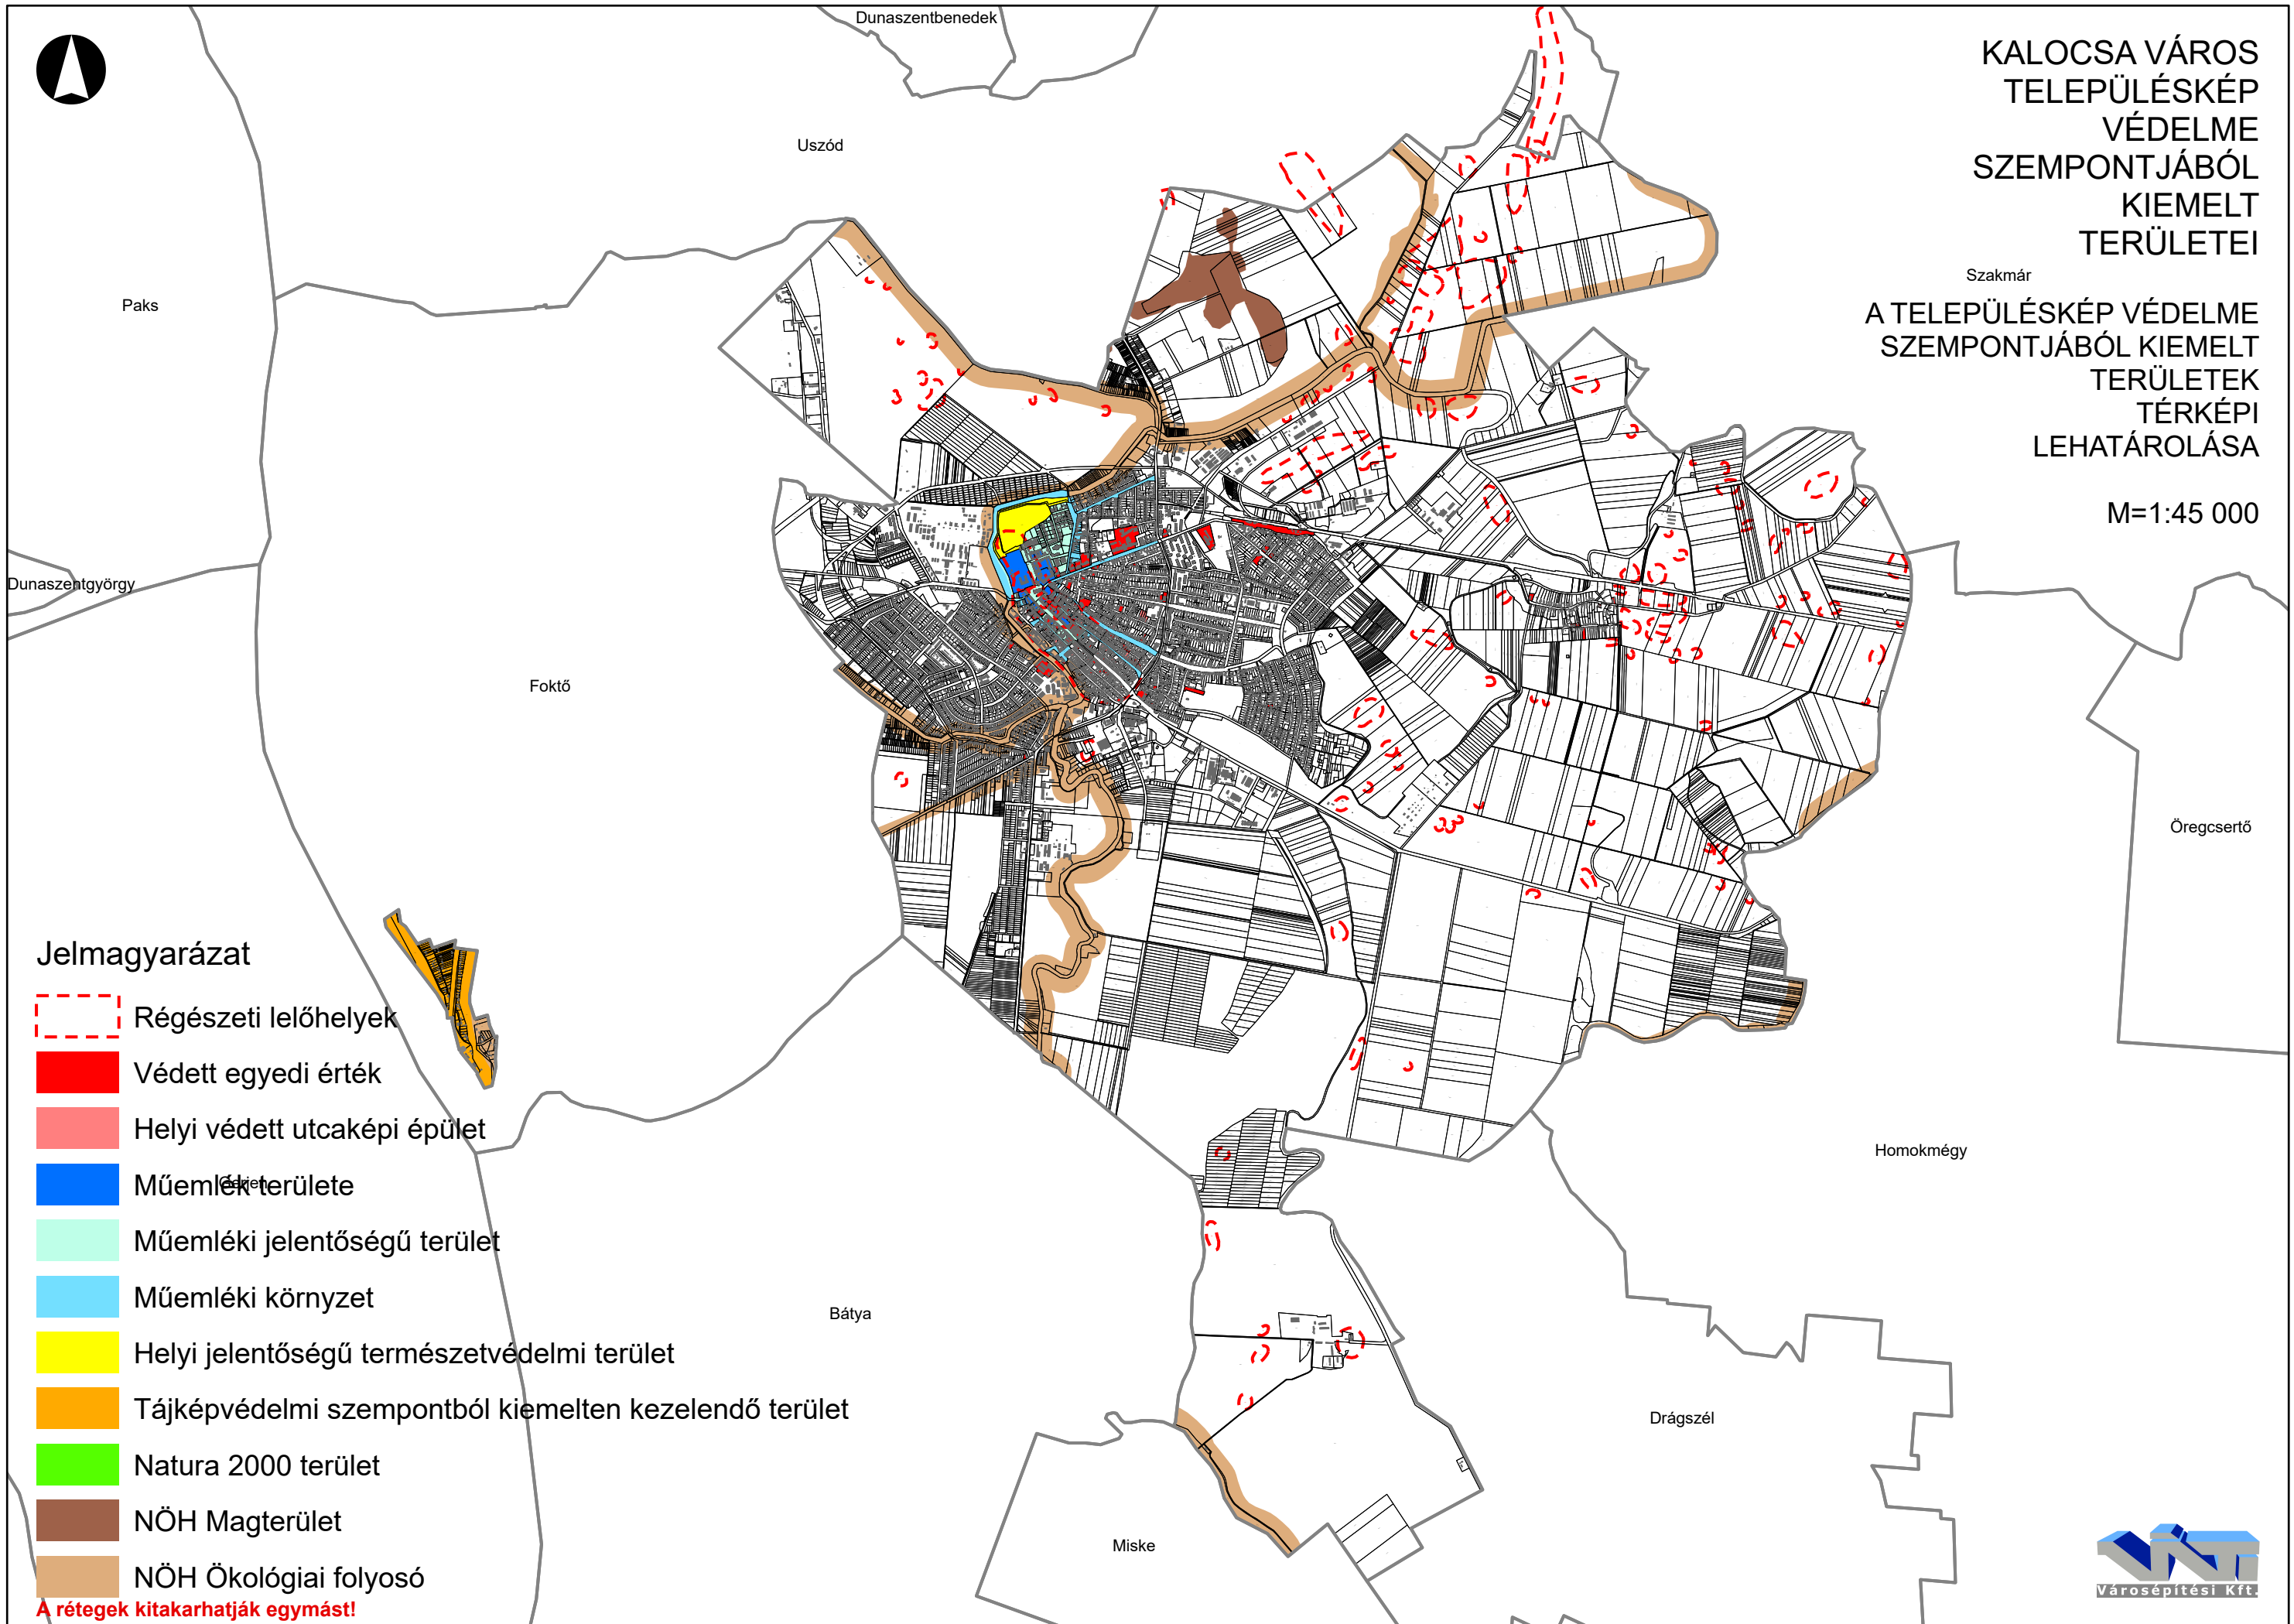 KALOCSA VÁROS
TELEPÜLÉSKÉP
VÉDELME
SZEMPONTJÁBÓL
KIEMELT
TERÜLETEI
A TELEPÜLÉSKÉP VÉDELME
SZEMPONTJÁBÓL KIEMELT
TERÜLETEK
TÉRKÉPI
LEHATÁROLÁSA
M=1:45 000
Dunaszentbenedek
Uszód
Szakmár
Paks
Dunaszentgyörgy
Foktő
Öregcsertő
Homokmégy
Bátya
Drágszél
Miske
Gerjen
Jelmagyarázat
Régészeti lelőhelyek
Védett egyedi érték
Helyi védett utcaképi épület
Műemlék területe
Műemléki jelentőségű terület
Műemléki környzet
Helyi jelentőségű természetvédelmi terület
Tájképvédelmi szempontból kiemelten kezelendő terület
Natura 2000 terület
NÖH Magterület
NÖH Ökológiai folyosó
A rétegek kitakarhatják egymást!
VNT
Városépítési Kft.